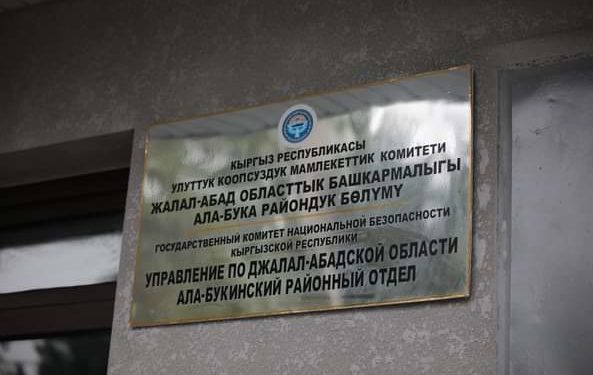 КЫРГЫЗ РЕСПУБЛИКАСЫ
УЛУТТУК КООПСУЗДУК МАМЛЕКЕТТИК КОМИТЕТИ
ЖАЛАЛ-АБАД ОБЛАСТТЫК БАШКАРМАЛЫГЫ
АЛА-БУКА РАЙОНДУК БӨЛҮМҮ
ГОСУДАРСТВЕННЫЙ КОМИТЕТ НАЦИОНАЛЬНОЙ БЕЗОПАСНОСТИ
КЫРГЫЗСКОЙ РЕСПУБЛИКИ
УПРАВЛЕНИЕ ПО ДЖАЛАЛ-АБАДСКОЙ ОБЛАСТИ
АЛА-БУКИНСКИЙ РАЙОННЫЙ ОТДЕЛ